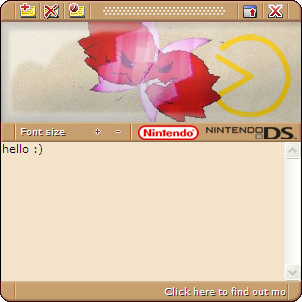 Font size + -
Nintendo
NINTENDO DS
hello :)
Click here to find out mo